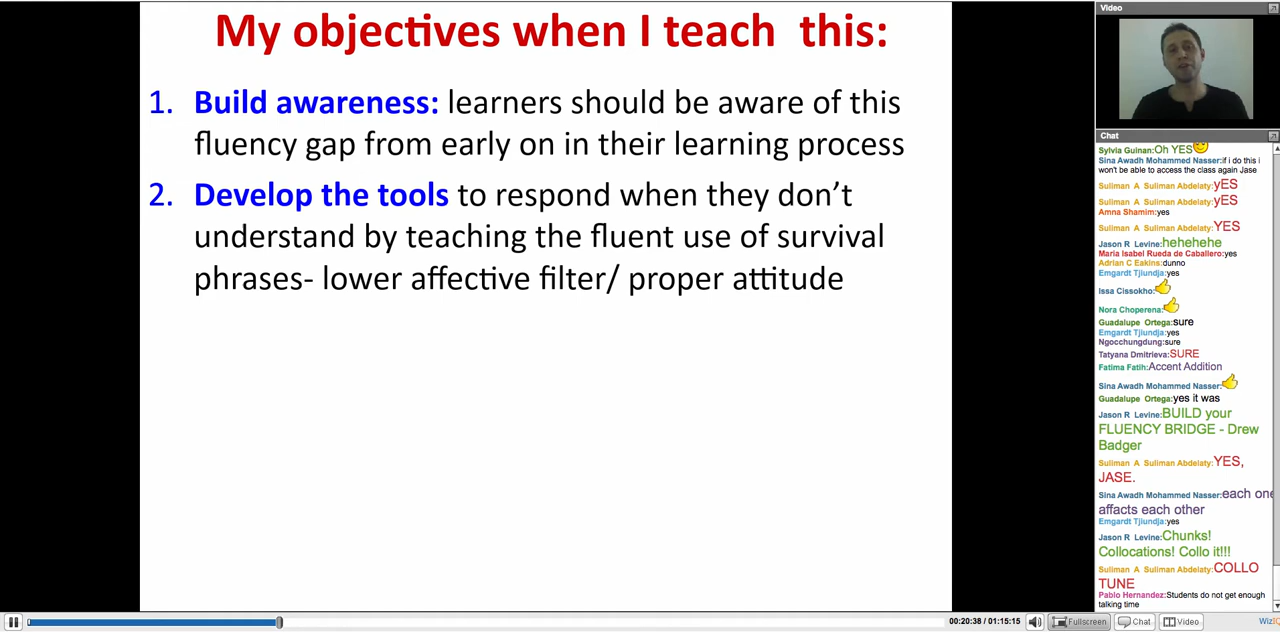 My objectives when I teach  this:
1. Build awareness: learners should be aware of this
fluency gap from early on in their learning process
2. Develop the tools to respond when they don't
understand by teaching the fluent use of survival
phrases- lower affective filter/ proper attitude
Video
Chat
Sylvia Guinan:Oh YES
Sina Awadh Mohammed Nasser:if i do this i
won't be able to access the class again Jase
Suliman A Suliman Abdelaty:yES
Suliman A Suliman Abdelaty:yES
Amna Shamim:yes
Suliman A Suliman Abdelaty:YES
Jason R Levine:hehehehe
Maria Isabel Rueda de Caballero:yes
Adrian C Eakins:dunno
Emgardt Tjiundja:yes
Issa Cissokho:
Nora Choperena:
Guadalupe Ortega:sure
Emgardt Tjiundja:yes
Ngocchungdung:sure
Tatyana Dmitrieva:SURE
Fatima Fatih:Accent Addition
Sina Awadh Mohammed Nasser:
Guadalupe Ortega:yes it was
Jason R Levine:BUILD your
FLUENCY BRIDGE - Drew
Badger
Suliman A Suliman Abdelaty:YES,
JASE.
Sina Awadh Mohammed Nasser:each one
affacts each other
Emgardt Tjiundja:yes
Jason R Levine:Chunks!
Collocations! Collo it!!!
Suliman A Suliman Abdelaty:COLLO
TUNE
Pablo Hernandez:Students do not get enough
talking time
00:20:38 / 01:15:15 Fullscreen Chat Video WizIQ